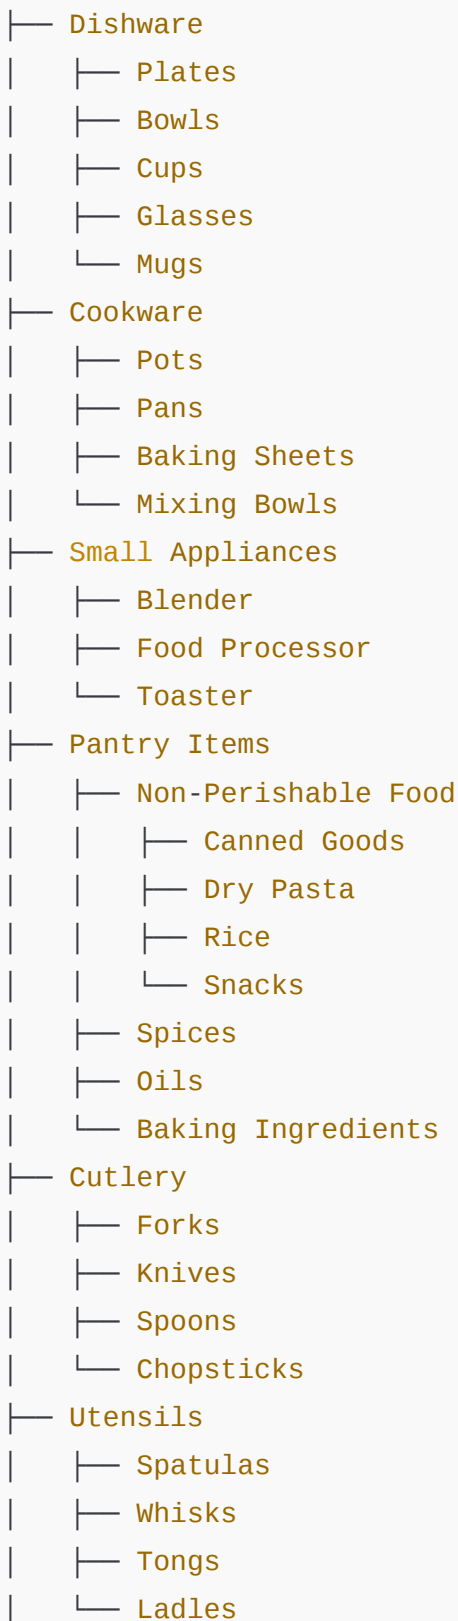 ├── Dishware
│   ├── Plates
│   ├── Bowls
│   ├── Cups
│   ├── Glasses
│   └── Mugs
├── Cookware
│   ├── Pots
│   ├── Pans
│   ├── Baking Sheets
│   └── Mixing Bowls
├── Small Appliances
│   ├── Blender
│   ├── Food Processor
│   └── Toaster
├── Pantry Items
│   ├── Non-Perishable Food
│   │   ├── Canned Goods
│   │   ├── Dry Pasta
│   │   ├── Rice
│   │   └── Snacks
│   ├── Spices
│   ├── Oils
│   └── Baking Ingredients
├── Cutlery
│   ├── Forks
│   ├── Knives
│   ├── Spoons
│   └── Chopsticks
├── Utensils
│   ├── Spatulas
│   ├── Whisks
│   ├── Tongs
│   └── Ladles